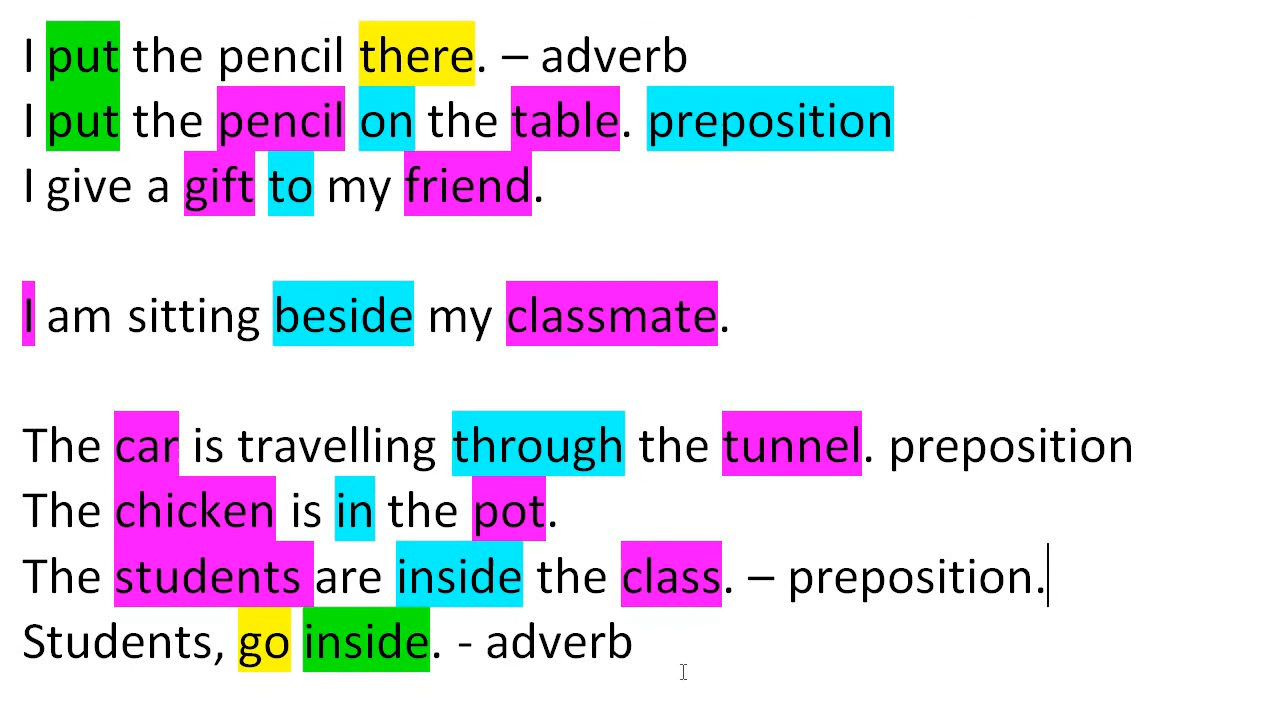 I put the pencil there. – adverb
I put the pencil on the table. preposition
I give a gift to my friend.
I am sitting beside my classmate.
The car is travelling through the tunnel. preposition
The chicken is in the pot.
The students are inside the class. – preposition.
Students, go inside. - adverb